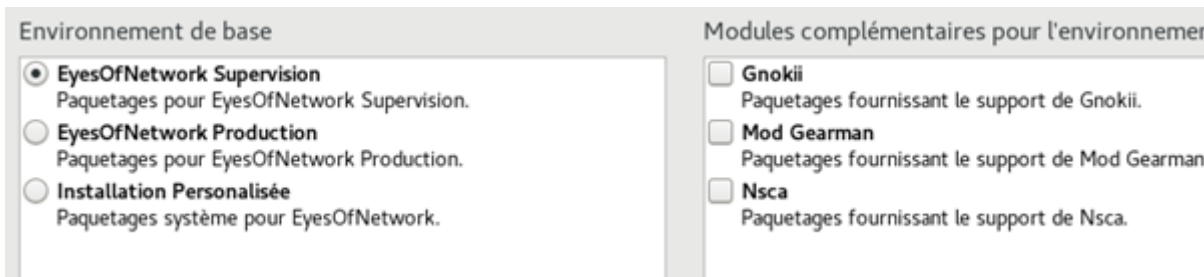 Environnement de base
EyesOfNetwork Supervision
Paquetages pour EyesOfNetwork Supervision.
EyesOfNetwork Production
Paquetages pour EyesOfNetwork Production.
Installation Personalisée
Paquetages système pour EyesOfNetwork.
Modules complémentaires pour l'environnemen
Gnokii
Paquetages fournissant le support de Gnokii.
Mod Gearman
Paquetages fournissant le support de Mod Gearman
Nsca
Paquetages fournissant le support de Nsca.